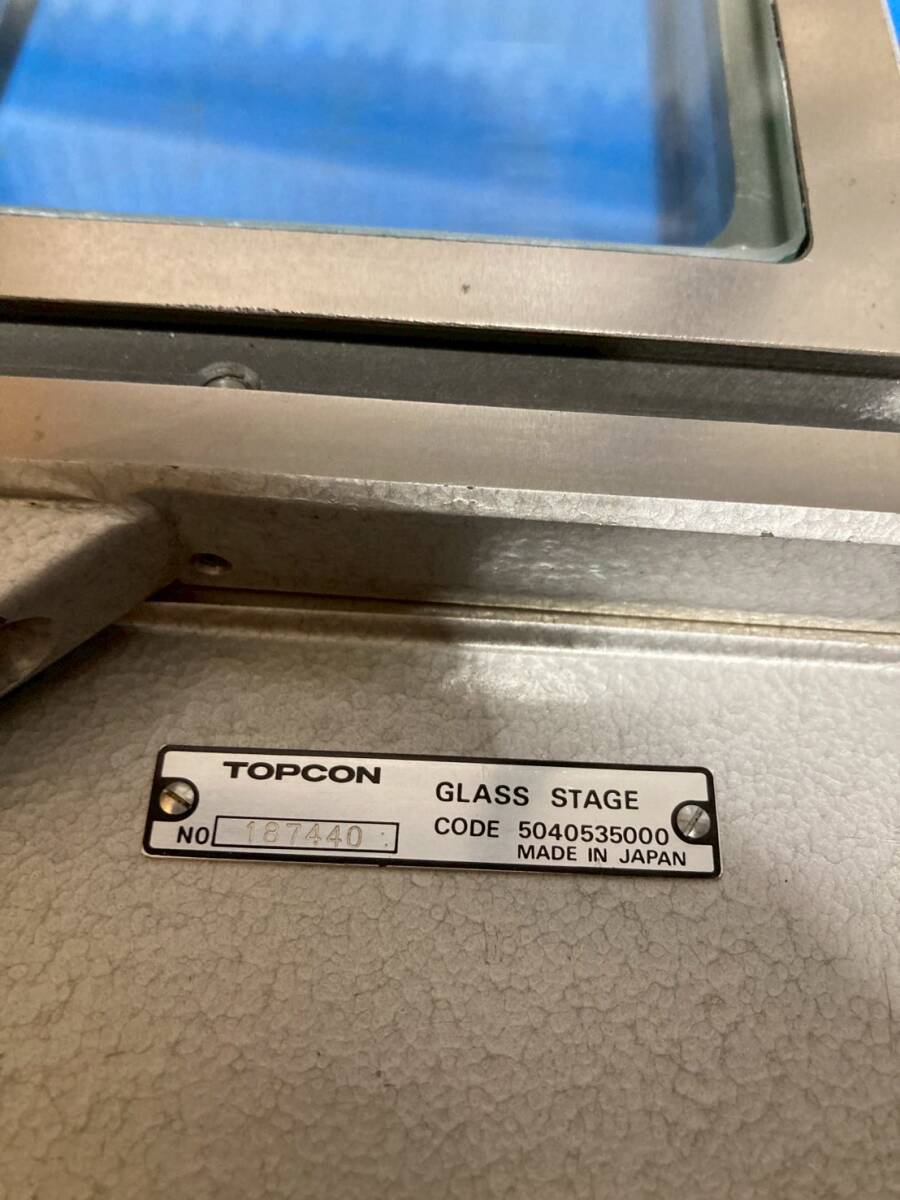 TOPCON
NO 187440
GLASS STAGE
CODE 5040535000
MADE IN JAPAN